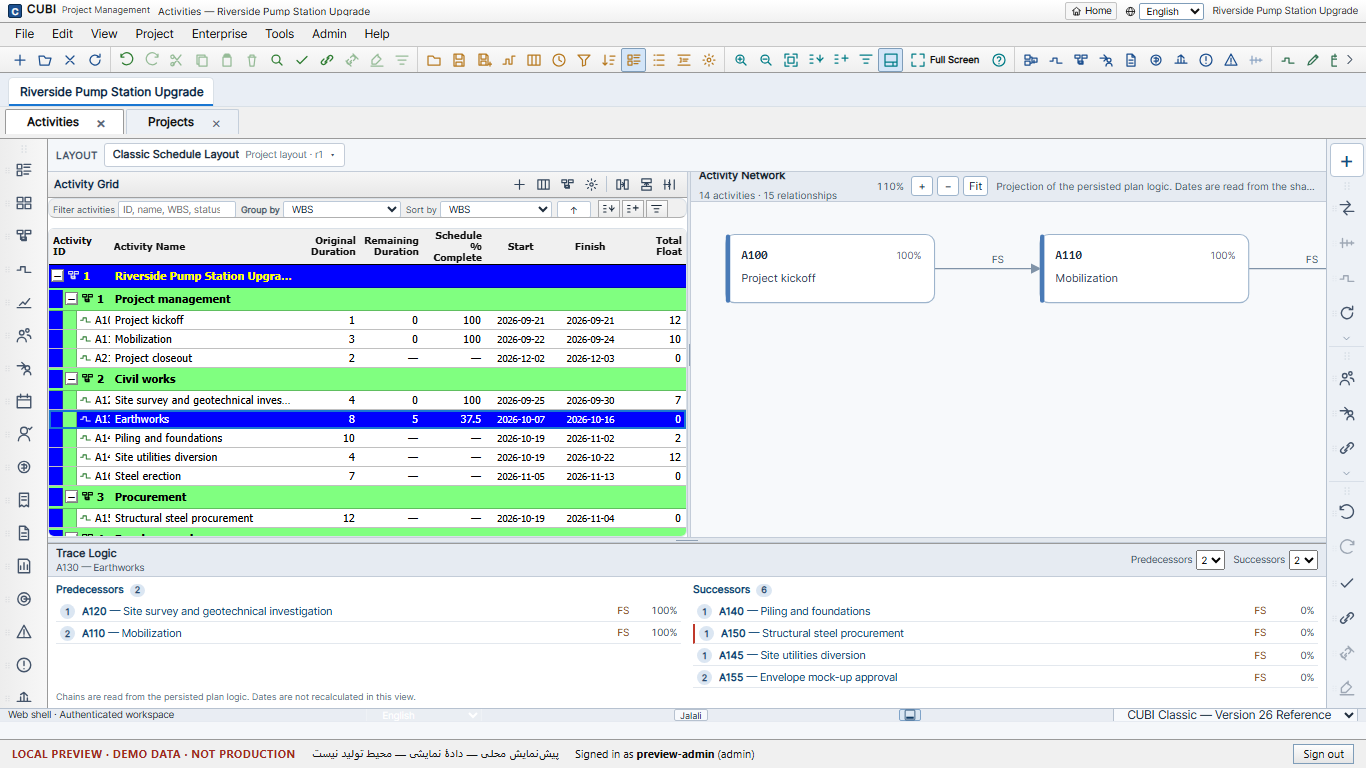 C CUBI Project Management Activities — Riverside Pump Station Upgrade Home English Riverside Pump Station Upgrade
File Edit View Project Enterprise Tools Admin Help
Full Screen
Riverside Pump Station Upgrade
Activities × Projects ×
LAYOUT Classic Schedule Layout Project layout · r1
Activity Grid
Filter activities ID, name, WBS, status Group by WBS Sort by WBS
Activity ID Activity Name Original Duration Remaining Duration Schedule % Complete Start Finish Total Float
1 Riverside Pump Station Upgra...
1 Project management
A10 Project kickoff 1 0 100 2026-09-21 2026-09-21 12
A11 Mobilization 3 0 100 2026-09-22 2026-09-24 10
A21 Project closeout 2 — — 2026-12-02 2026-12-03 0
2 Civil works
A12 Site survey and geotechnical inves... 4 0 100 2026-09-25 2026-09-30 7
A13 Earthworks 8 5 37.5 2026-10-07 2026-10-16 0
A14 Piling and foundations 10 — — 2026-10-19 2026-11-02 2
A14 Site utilities diversion 4 — — 2026-10-19 2026-10-22 12
A16 Steel erection 7 — — 2026-11-05 2026-11-13 0
3 Procurement
A15 Structural steel procurement 12 — — 2026-10-19 2026-11-04 0
Activity Network
14 activities · 15 relationships
110% + − Fit Projection of the persisted plan logic. Dates are read from the sha...
A100 100%
Project kickoff
FS
A110 100%
Mobilization
FS
Trace Logic
A130 — Earthworks
Predecessors 2 Successors 2
Predecessors 2
1 A120 — Site survey and geotechnical investigation FS 100%
2 A110 — Mobilization FS 100%
Successors 6
1 A140 — Piling and foundations FS 0%
1 A150 — Structural steel procurement FS 0%
1 A145 — Site utilities diversion FS 0%
2 A155 — Envelope mock-up approval FS 0%
Chains are read from the persisted plan logic. Dates are not recalculated in this view.
Web shell · Authenticated workspace English Jalali CUBI Classic — Version 26 Reference
LOCAL PREVIEW · DEMO DATA · NOT PRODUCTION پیش‌نمایش محلی — دادهٔ نمایشی — محیط تولید نیست Signed in as preview-admin (admin) Sign out